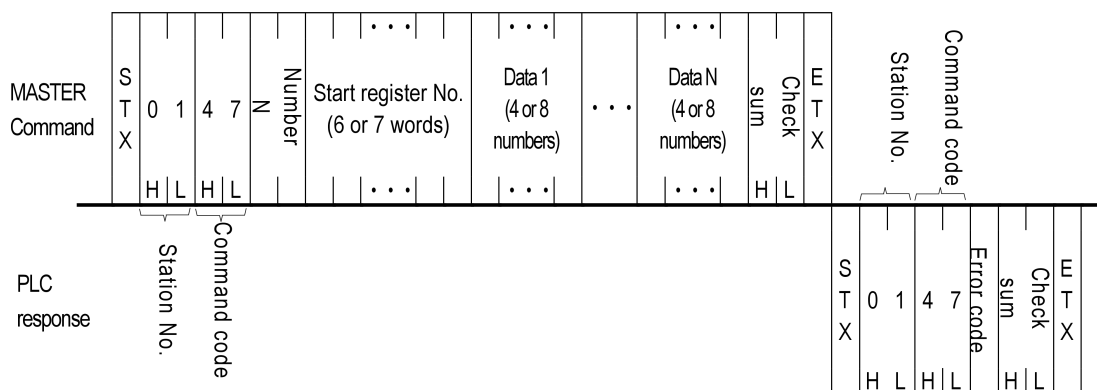 MASTER
Command
S
T
X
0 1
4 7
N
Number
Start register No.
(6 or 7 words)
Data 1
(4 or 8
numbers)
Data N
(4 or 8
numbers)
sum
Check
E
T
X
H L
H L
H L
Station No.
Command code
Station No.
Command code
PLC
response
S
T
X
0 1
4 7
Error code
sum
Check
E
T
X
H L
H L
H L